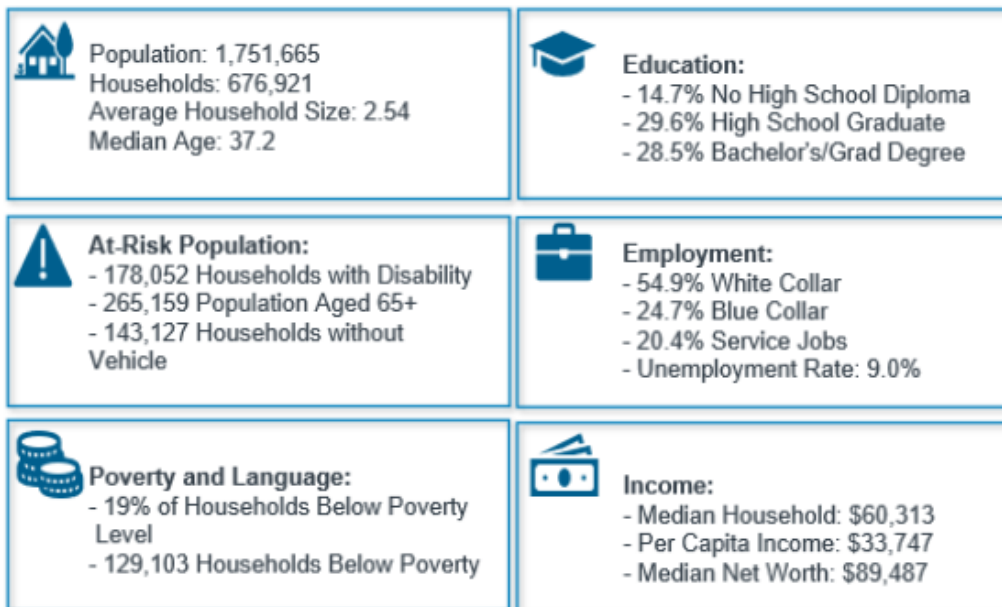 Population: 1,751,665
Households: 676,921
Average Household Size: 2.54
Median Age: 37.2
Education:
- 14.7% No High School Diploma
- 29.6% High School Graduate
- 28.5% Bachelor's/Grad Degree
At-Risk Population:
- 178,052 Households with Disability
- 265,159 Population Aged 65+
- 143,127 Households without
Vehicle
Employment:
- 54.9% White Collar
- 24.7% Blue Collar
- 20.4% Service Jobs
- Unemployment Rate: 9.0%
Poverty and Language:
- 19% of Households Below Poverty
Level
- 129,103 Households Below Poverty
Income:
- Median Household: $60,313
- Per Capita Income: $33,747
- Median Net Worth: $89,487